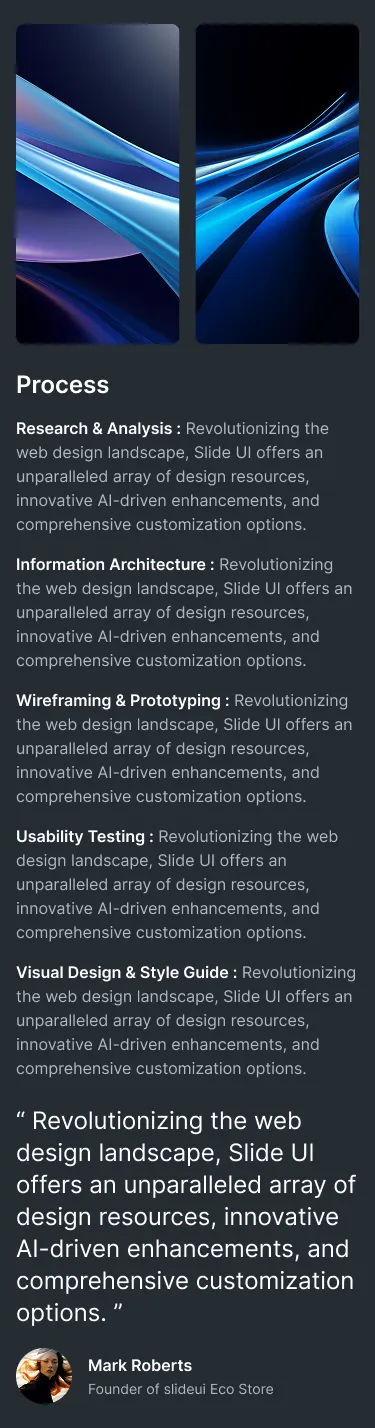 Process
Research & Analysis : Revolutionizing the
web design landscape, Slide UI offers an
unparalleled array of design resources,
innovative AI-driven enhancements, and
comprehensive customization options.
Information Architecture : Revolutionizing
the web design landscape, Slide UI offers an
unparalleled array of design resources,
innovative AI-driven enhancements, and
comprehensive customization options.
Wireframing & Prototyping : Revolutionizing
the web design landscape, Slide UI offers an
unparalleled array of design resources,
innovative AI-driven enhancements, and
comprehensive customization options.
Usability Testing : Revolutionizing the web
design landscape, Slide UI offers an
unparalleled array of design resources,
innovative AI-driven enhancements, and
comprehensive customization options.
Visual Design & Style Guide : Revolutionizing
the web design landscape, Slide UI offers an
unparalleled array of design resources,
innovative AI-driven enhancements, and
comprehensive customization options.
“ Revolutionizing the web
design landscape, Slide UI
offers an unparalleled array of
design resources, innovative
AI-driven enhancements, and
comprehensive customization
options. ”
Mark Roberts
Founder of slideui Eco Store